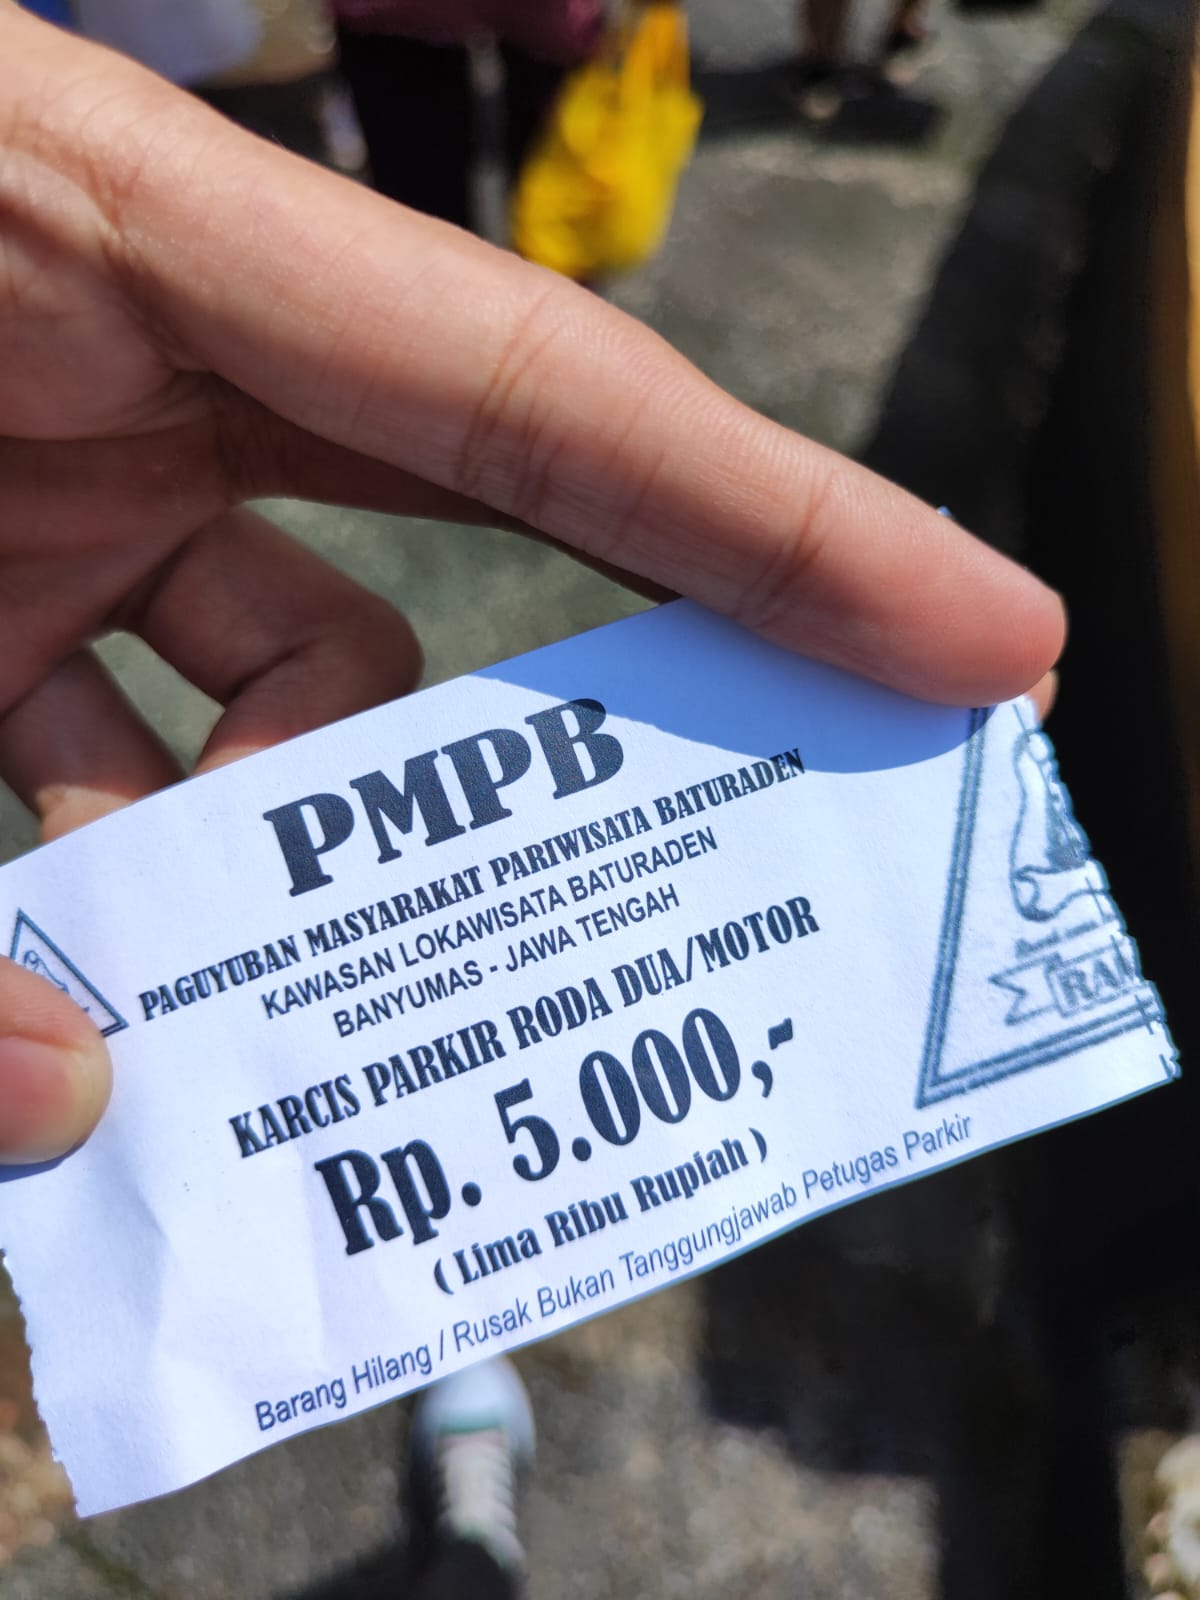 PMPB
PAGUYUBAN MASYARAKAT PARIWISATA BATURADEN
KAWASAN LOKAWISATA BATURADEN
BANYUMAS - JAWA TENGAH
KARCIS PARKIR RODA DUA/MOTOR
Rp. 5.000,-
( Lima Ribu Rupiah )
Barang Hilang / Rusak Bukan Tanggungjawab Petugas Parkir